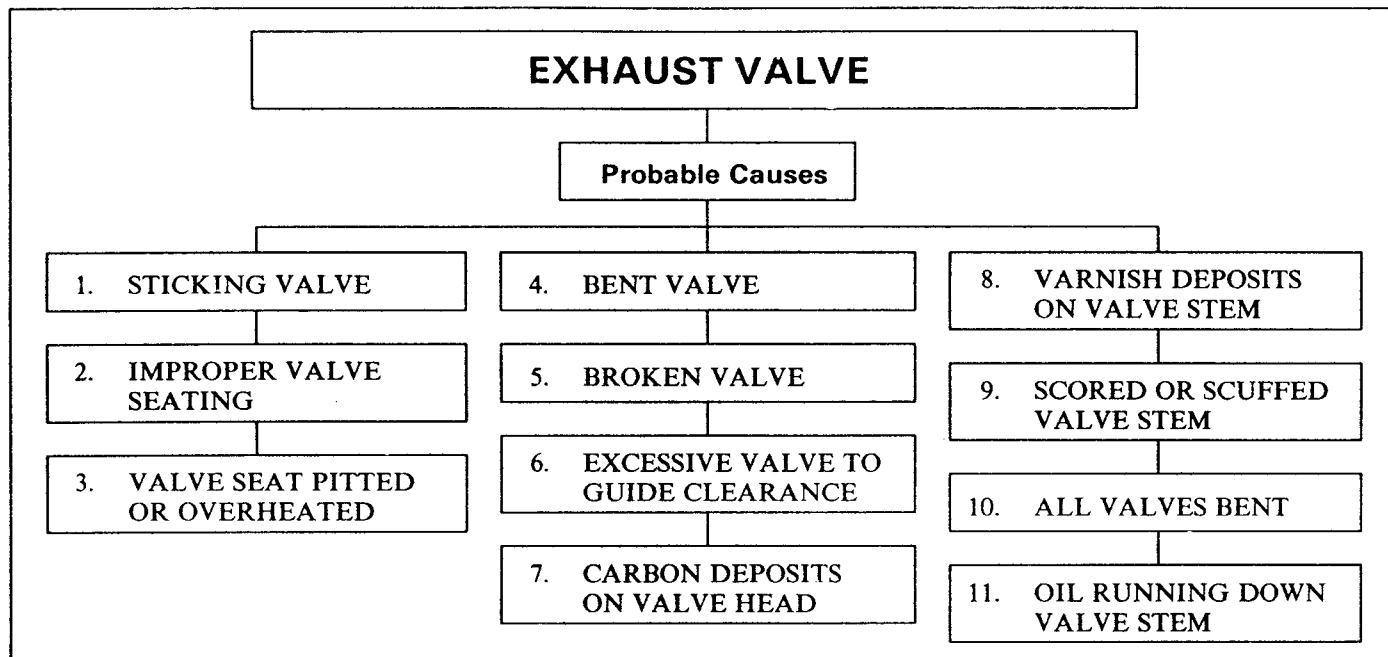 EXHAUST VALVE
Probable Causes
1. STICKING VALVE
2. IMPROPER VALVE
SEATING
3. VALVE SEAT PITTED
OR OVERHEATED
4. BENT VALVE
5. BROKEN VALVE
6. EXCESSIVE VALVE TO
GUIDE CLEARANCE
7. CARBON DEPOSITS
ON VALVE HEAD
8. VARNISH DEPOSITS
ON VALVE STEM
9. SCORED OR SCUFFED
VALVE STEM
10. ALL VALVES BENT
11. OIL RUNNING DOWN
VALVE STEM